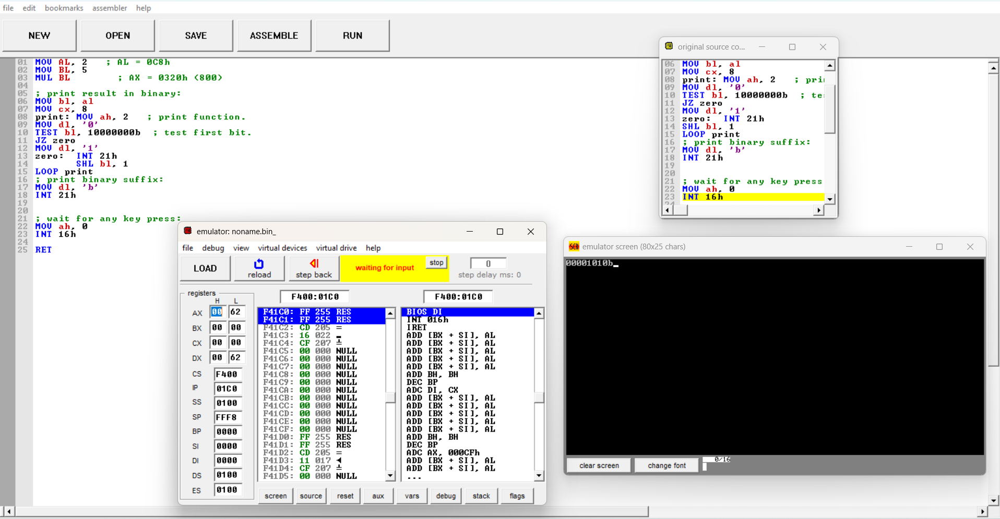 file edit bookmarks assembler help
NEW OPEN SAVE ASSEMBLE RUN
01 MOV AL, 2 ; AL = 0C8h
02 MOV BL, 5
03 MUL BL ; AX = 0320h (800)
04
05 ; print result in binary:
06 MOV bl, al
07 MOV cx, 8
08 print: MOV ah, 2 ; print function.
09 MOV dl, '0'
10 TEST bl, 10000000b ; test first bit.
11 JZ zero
12 MOV dl, '1'
13 zero: INT 21h
14 SHL bl, 1
15 LOOP print
16 ; print binary suffix:
17 MOV dl, 'b'
18 INT 21h
19
20
21 ; wait for any key press:
22 MOV ah, 0
23 INT 16h
24
25 RET
original source co...
06 MOV bl, al
07 MOV cx, 8
08 print: MOV ah, 2 ; pri
09 MOV dl, '0'
10 TEST bl, 10000000b ; te
11 JZ zero
12 MOV dl, '1'
13 zero: INT 21h
14 SHL bl, 1
15 LOOP print
16 ; print binary suffix:
17 MOV dl, 'b'
18 INT 21h
19
20
21 ; wait for any key press
22 MOV ah, 0
23 INT 16h
emulator: noname.bin_
file debug view virtual devices virtual drive help
LOAD reload step back waiting for input stop 0
step delay ms: 0
registers
H L
AX 00 62
BX 00 00
CX 00 00
DX 00 62
CS F400
IP 01C0
SS 0100
SP FFF8
BP 0000
SI 0000
DI 0000
DS 0100
ES 0100
F400:01C0
F41C0: FF 255 RES
F41C1: FF 255 RES
F41C2: CD 205 =
F41C3: 16 022 ▬
F41C4: CF 207 ╧
F41C5: 00 000 NULL
F41C6: 00 000 NULL
F41C7: 00 000 NULL
F41C8: 00 000 NULL
F41C9: 00 000 NULL
F41CA: 00 000 NULL
F41CB: 00 000 NULL
F41CC: 00 000 NULL
F41CD: 00 000 NULL
F41CE: 00 000 NULL
F41CF: 00 000 NULL
F41D0: FF 255 RES
F41D1: FF 255 RES
F41D2: CD 205 =
F41D3: 11 017 ◄
F41D4: CF 207 ╧
F41D5: 00 000 NULL
F400:01C0
BIOS DI
INT 016h
IRET
ADD [BX + SI], AL
ADD [BX + SI], AL
ADD [BX + SI], AL
ADD [BX + SI], AL
ADD [BX + SI], AL
ADD BH, BH
DEC BP
ADC DI, CX
ADD [BX + SI], AL
ADD [BX + SI], AL
ADD [BX + SI], AL
ADD [BX + SI], AL
ADD [BX + SI], AL
ADD BH, BH
DEC BP
ADC AX, 000CFh
ADD [BX + SI], AL
ADD [BX + SI], AL
...
screen source reset aux vars debug stack flags
SCR emulator screen (80x25 chars)
00001010b
clear screen change font 0/16